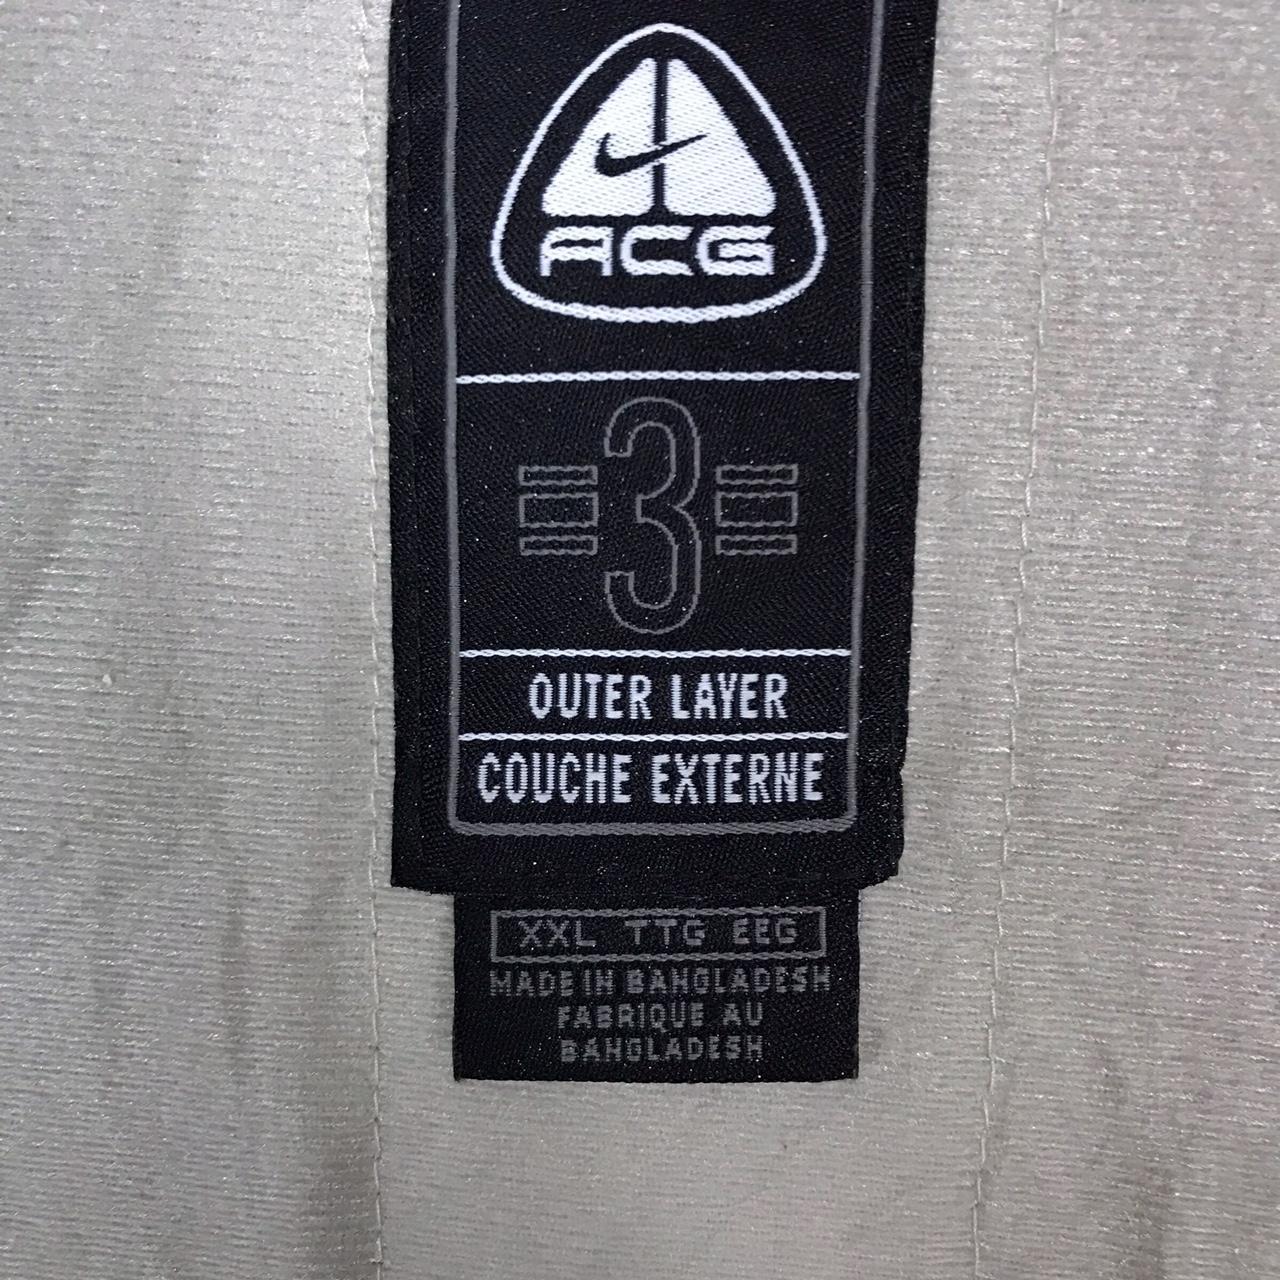 ACG
3
OUTER LAYER
COUCHE EXTERNE
XXL TTG EEG
MADE IN BANGLADESH
FABRIQUE AU
BANGLADESH